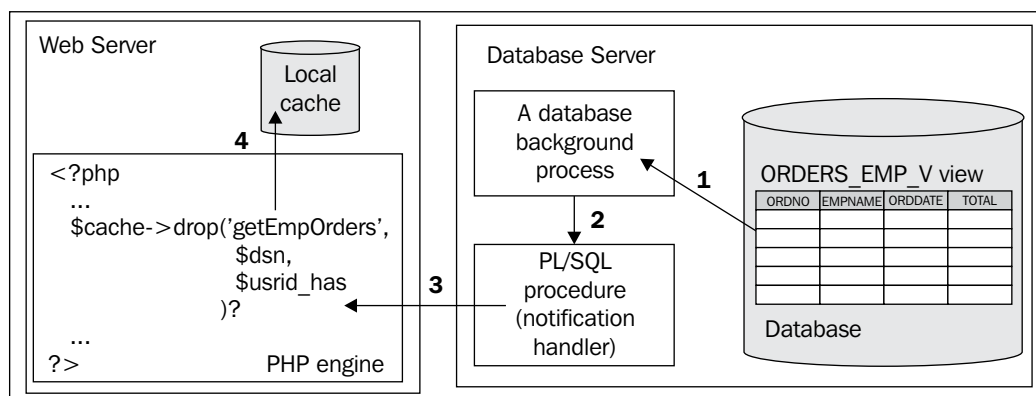 Web Server
Local
cache
4
<?php
...
$cache->drop('getEmpOrders',
$dsn,
$usrid_has
)?
...
?>
PHP engine
3
Database Server
A database
background
process
1
2
PL/SQL
procedure
(notification
handler)
ORDERS_EMP_V view
ORDNO EMPNAME ORDDATE TOTAL
Database